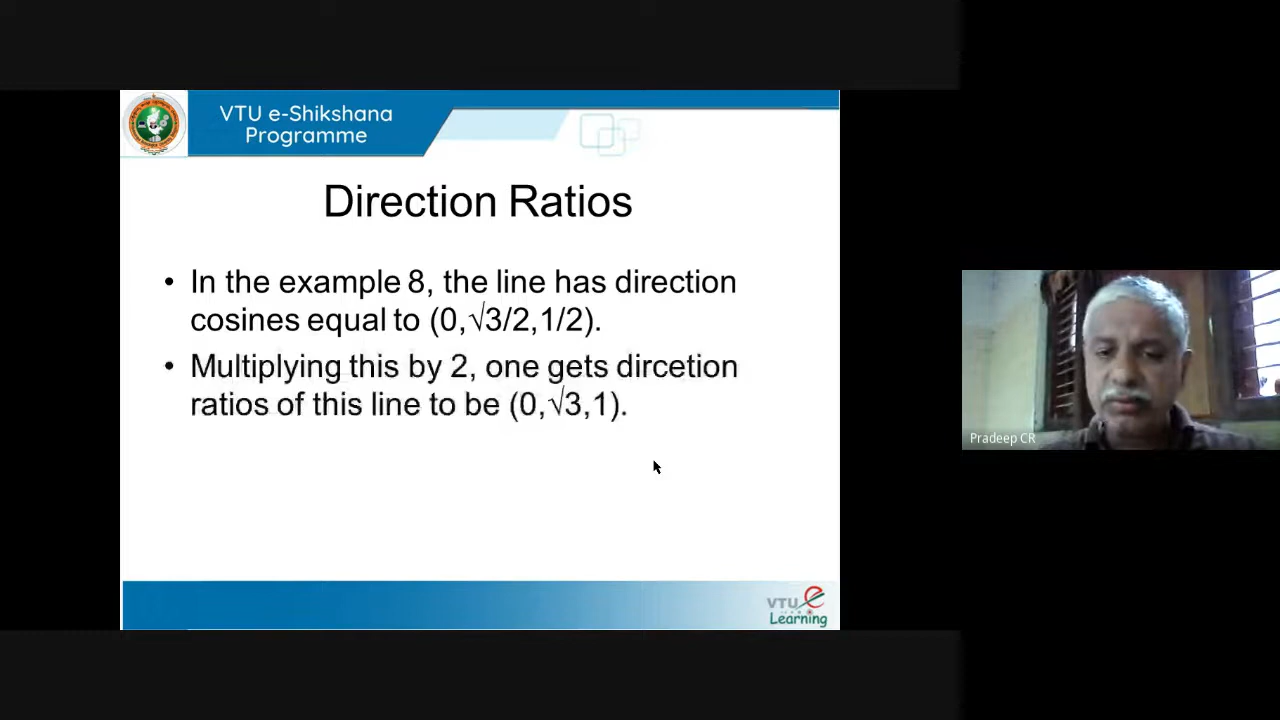 VTU e-Shikshana
Programme
Direction Ratios
• In the example 8, the line has direction
cosines equal to (0,√3/2,1/2).
• Multiplying this by 2, one gets dircetion
ratios of this line to be (0,√3,1).
Pradeep CR
VTU e
Learning